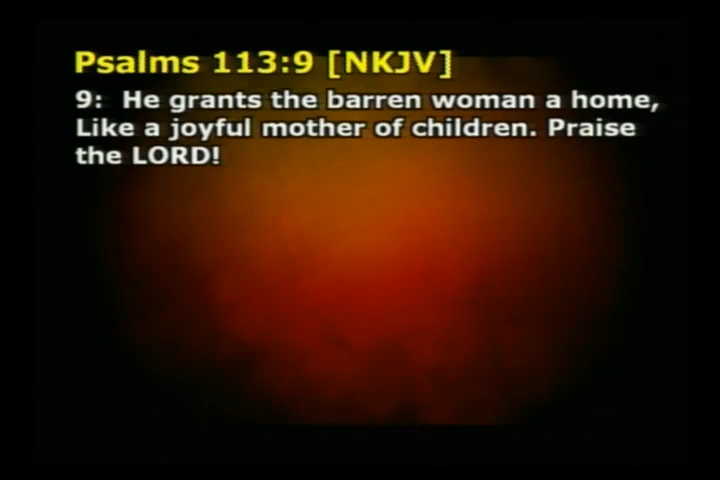 Psalms 113:9 [NKJV]
9:  He grants the barren woman a home,
Like a joyful mother of children. Praise
the LORD!